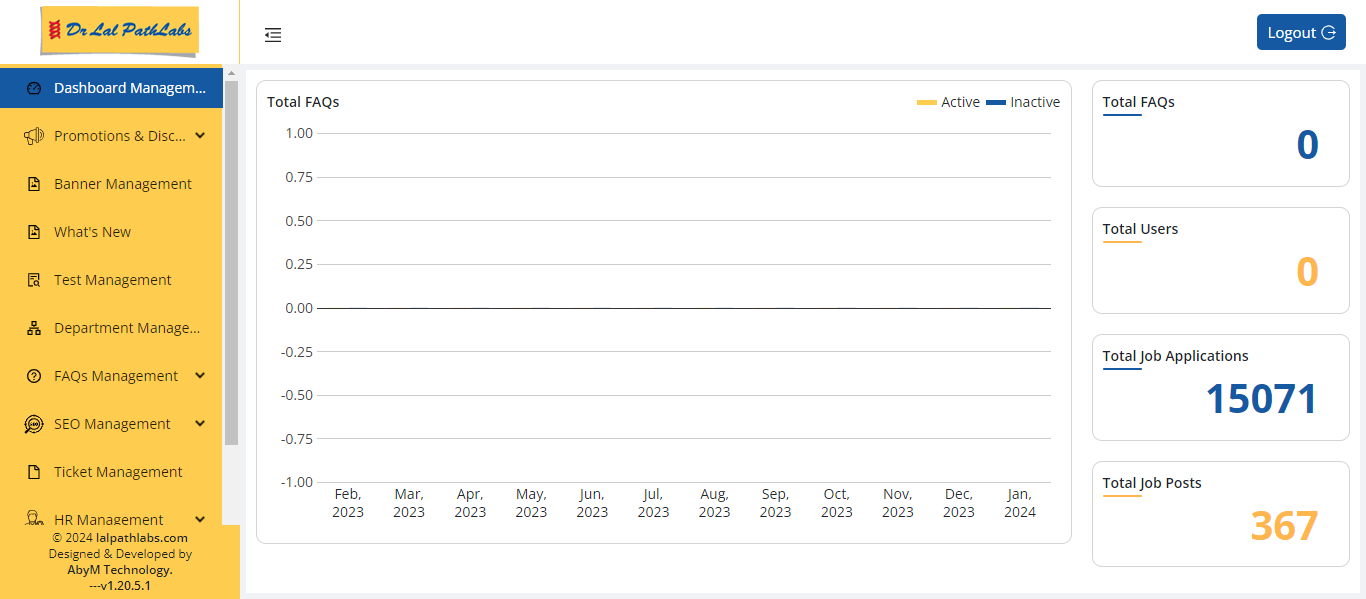 Dr Lal PathLabs
Logout
Dashboard Managem...
Promotions & Disc...
Banner Management
What's New
Test Management
Department Manage...
FAQs Management
SEO Management
Ticket Management
HR Management
© 2024 lalpathlabs.com
Designed & Developed by
AbyM Technology.
---v1.20.5.1
Total FAQs
Active Inactive
1.00
0.75
0.50
0.25
0.00
-0.25
-0.50
-0.75
-1.00
Feb, Mar, Apr, May, Jun, Jul, Aug, Sep, Oct, Nov, Dec, Jan,
2023 2023 2023 2023 2023 2023 2023 2023 2023 2023 2023 2024
Total FAQs
0
Total Users
0
Total Job Applications
15071
Total Job Posts
367